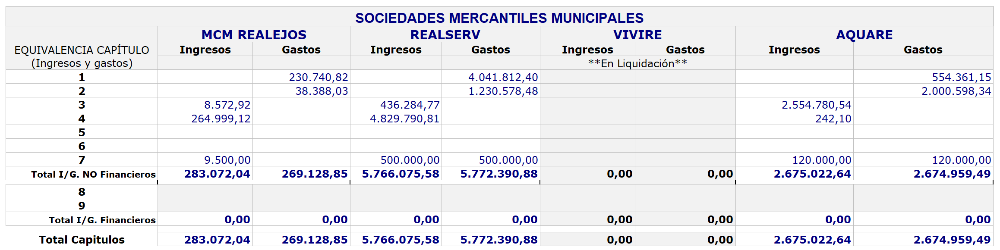 SOCIEDADES MERCANTILES MUNICIPALES
MCM REALEJOS REALSERV VIVIRE AQUARE
EQUIVALENCIA CAPÍTULO Ingresos Gastos Ingresos Gastos Ingresos Gastos Ingresos Gastos
(Ingresos y gastos) **En Liquidación**
1 230.740,82 4.041.812,40 554.361,15
2 38.388,03 1.230.578,48 2.000.598,34
3 8.572,92 436.284,77 2.554.780,54
4 264.999,12 4.829.790,81 242,10
5
6
7 9.500,00 500.000,00 500.000,00 120.000,00 120.000,00
Total I/G. NO Financieros 283.072,04 269.128,85 5.766.075,58 5.772.390,88 0,00 0,00 2.675.022,64 2.674.959,49
8
9
Total I/G. Financieros 0,00 0,00 0,00 0,00 0,00 0,00 0,00 0,00
Total Capitulos 283.072,04 269.128,85 5.766.075,58 5.772.390,88 0,00 0,00 2.675.022,64 2.674.959,49